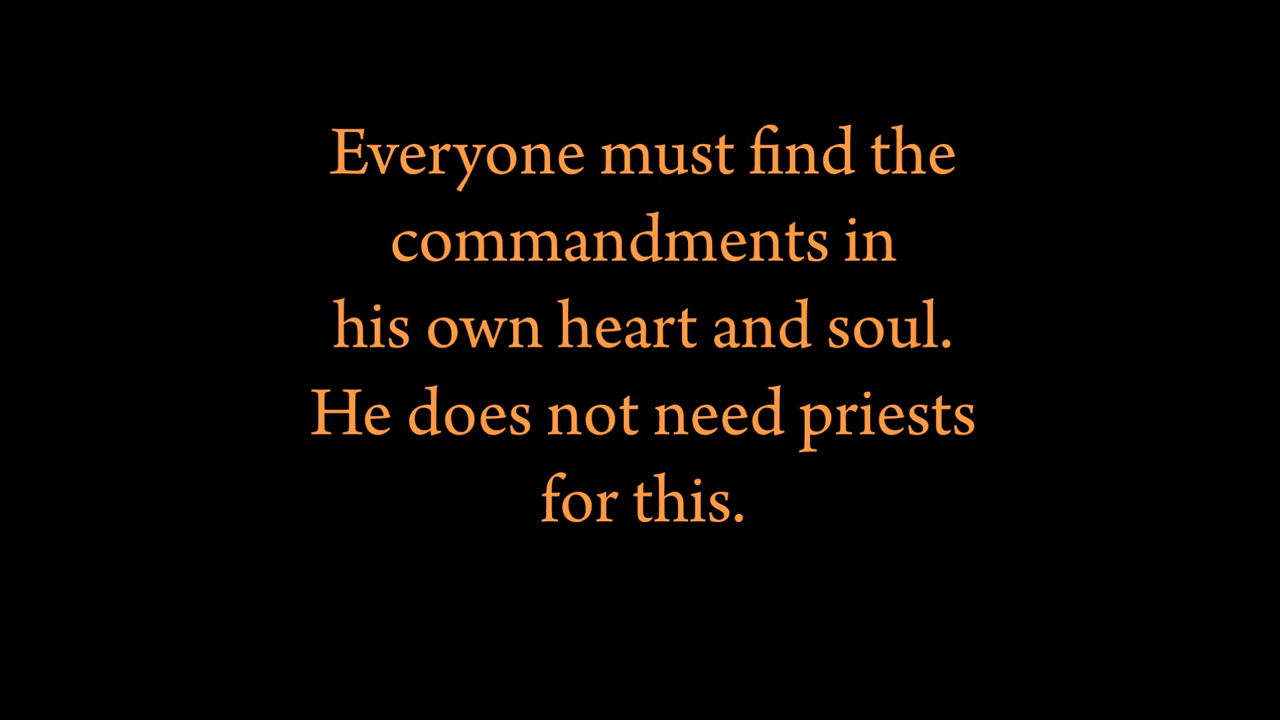 Everyone must find the
commandments in
his own heart and soul.
He does not need priests
for this.